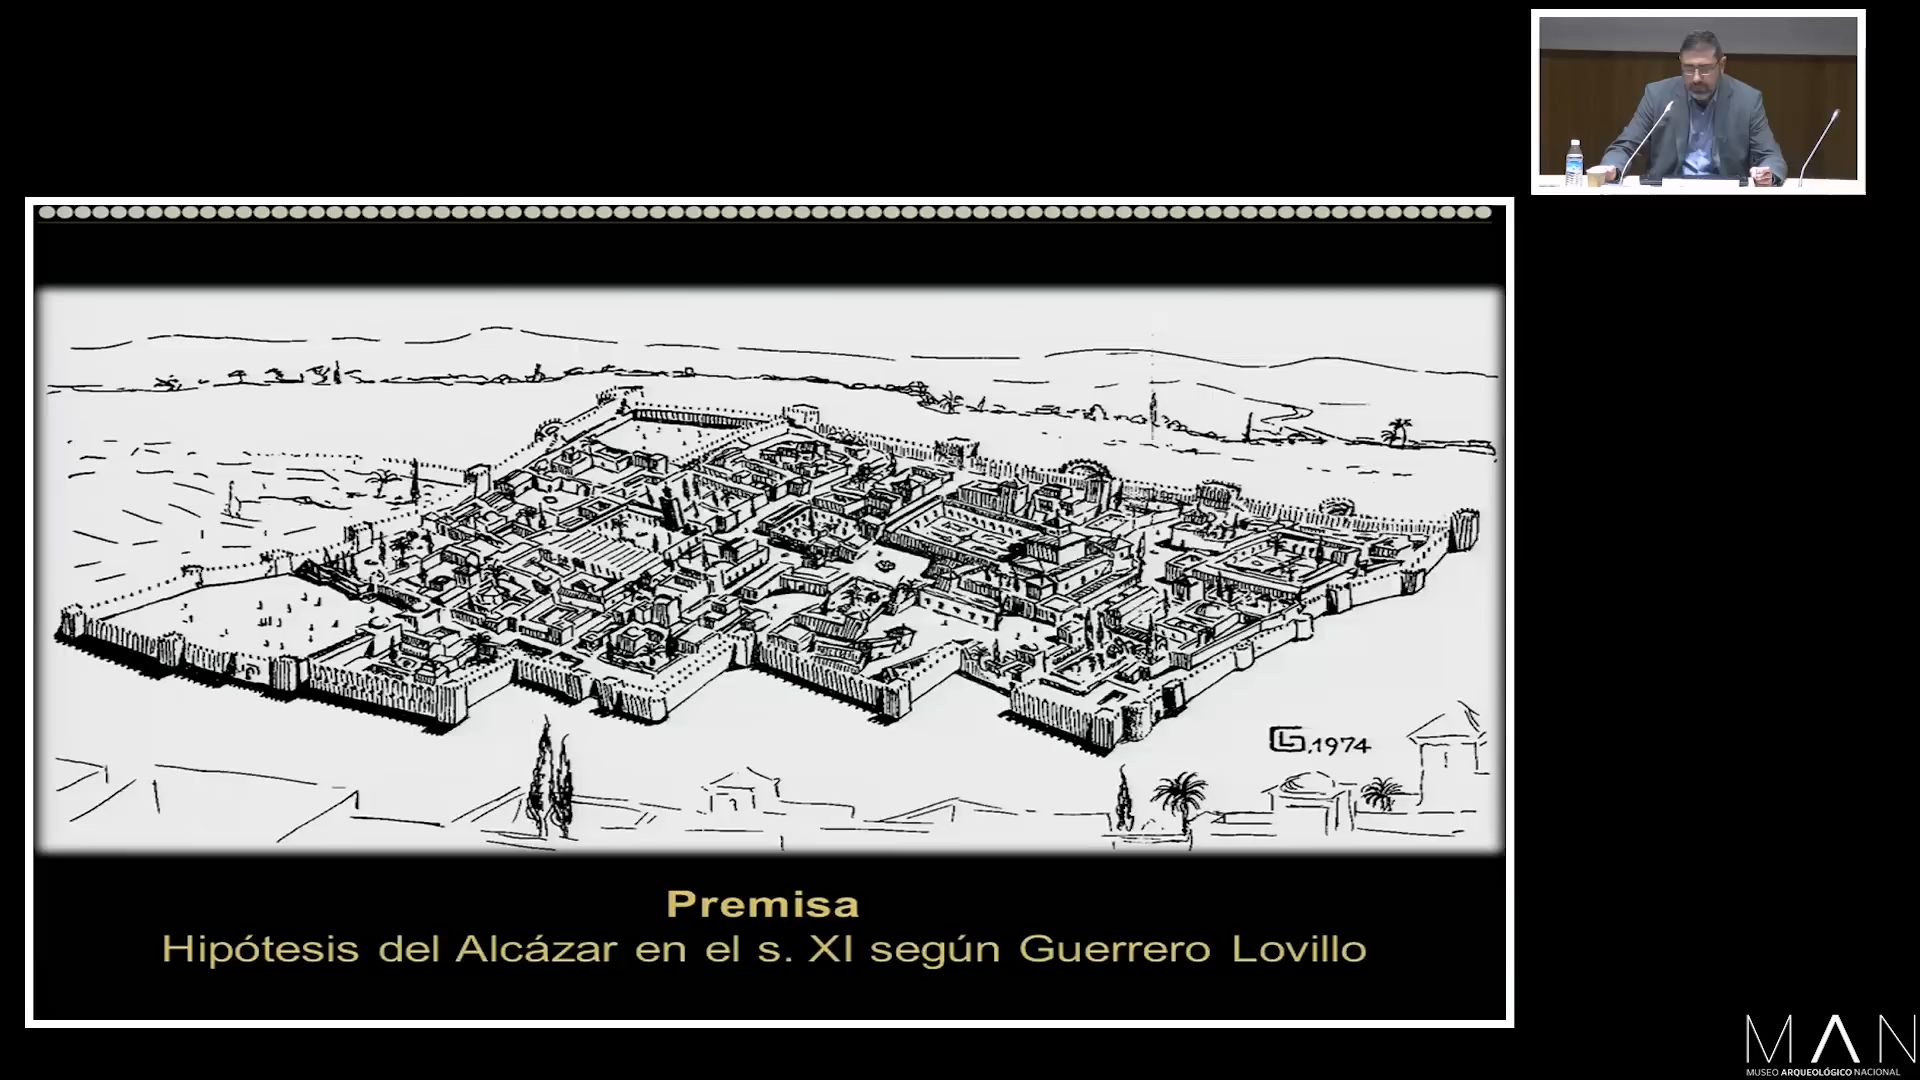 GL.1974
Premisa
Hipótesis del Alcázar en el s. XI según Guerrero Lovillo
MAN
MUSEO ARQUEOLÓGICO NACIONAL